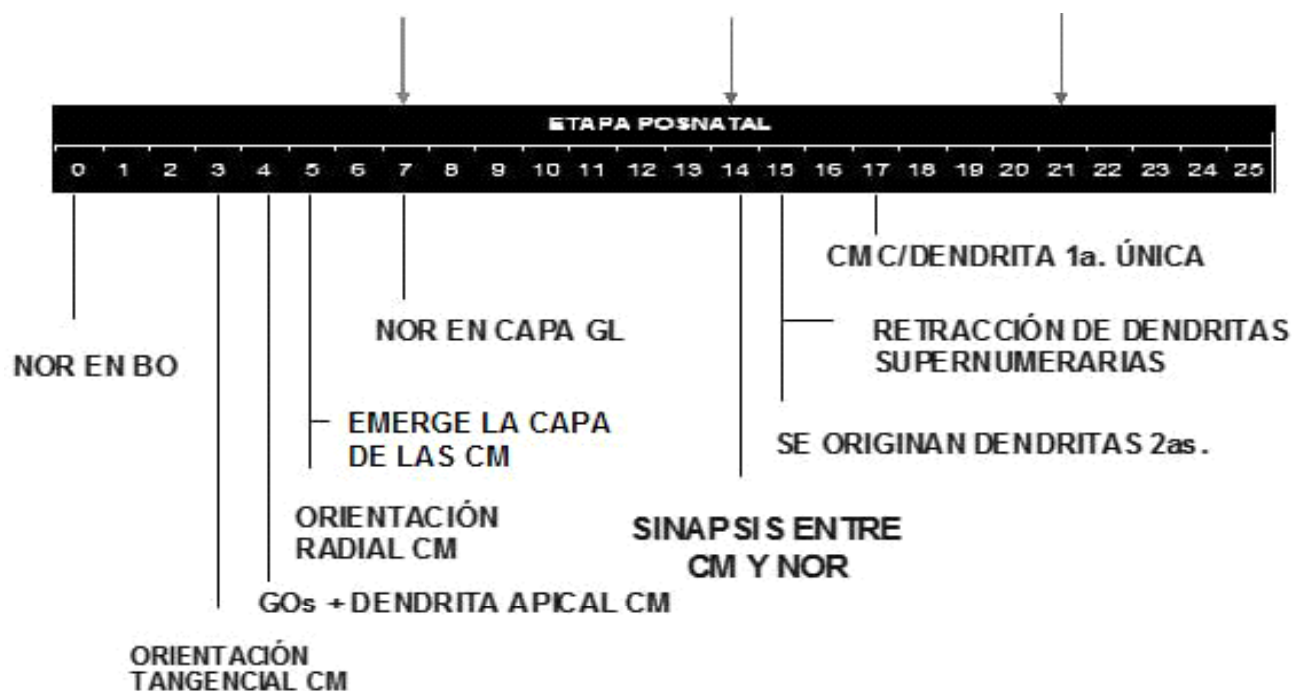 ETAPA POSNATAL
0 1 2 3 4 5 6 7 8 9 10 11 12 13 14 15 16 17 18 19 20 21 22 23 24 25
CM C/DENDRITA 1a. ÚNICA
NOR EN CAPA GL
RETRACCIÓN DE DENDRITAS
SUPERNUMERARIAS
NOR EN BO
EMERGE LA CAPA
DE LAS CM
SE ORIGINAN DENDRITAS 2as.
ORIENTACIÓN
RADIAL CM
SINAPSIS ENTRE
CM Y NOR
GOs + DENDRITA APICAL CM
ORIENTACIÓN
TANGENCIAL CM